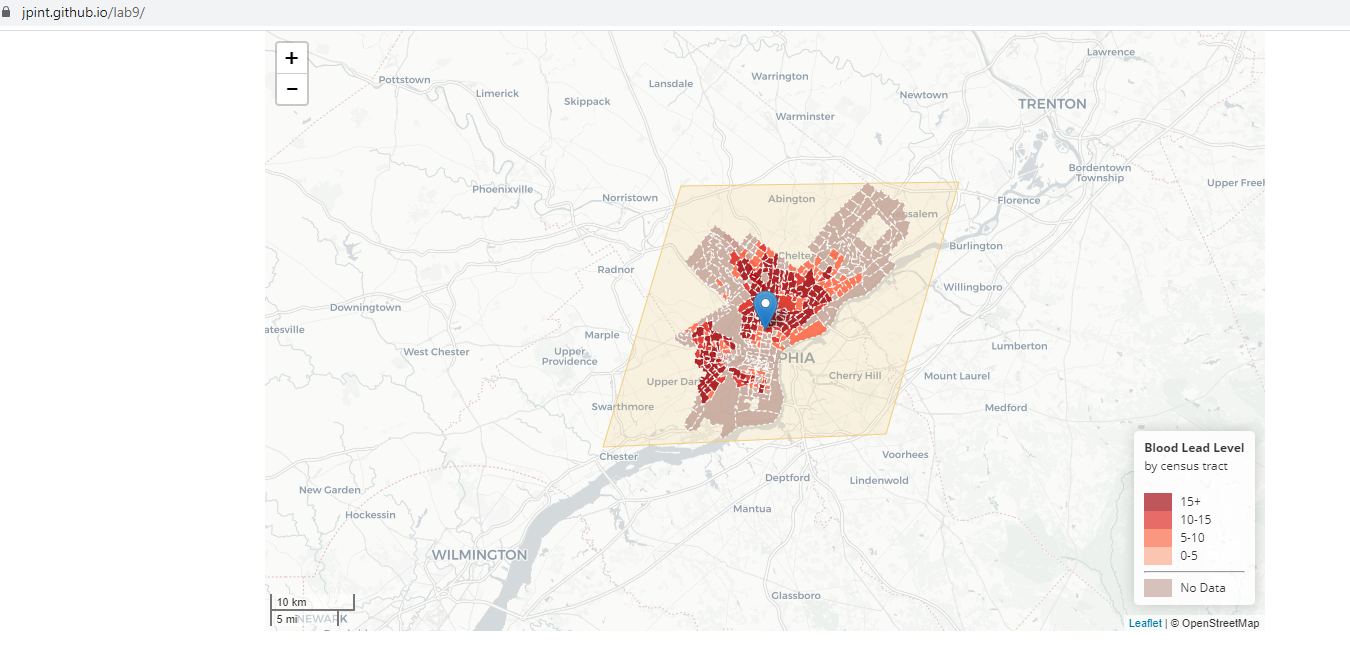 jpint.github.io/lab9/
+
−
Lawrence
Pottstown
Limerick
Skippack
Lansdale
Warrington
Newtown
TRENTON
Warminster
Bordentown
Township
Phoenixville
Norristown
Abington
salem
Florence
Upper Freeh
Burlington
Chelte
Radnor
Willingboro
Downingtown
atesville
Marple
West Chester
Upper
Providence
PHIA
Lumberton
Upper Dar
Cherry Hill
Mount Laurel
Swarthmore
Medford
Chester
Voorhees
Deptford
Lindenwold
New Garden
Mantua
Hockessin
WILMINGTON
Glassboro
Blood Lead Level
by census tract
15+
10-15
5-10
0-5
No Data
10 km
5 mi
NEWARK
Leaflet | © OpenStreetMap